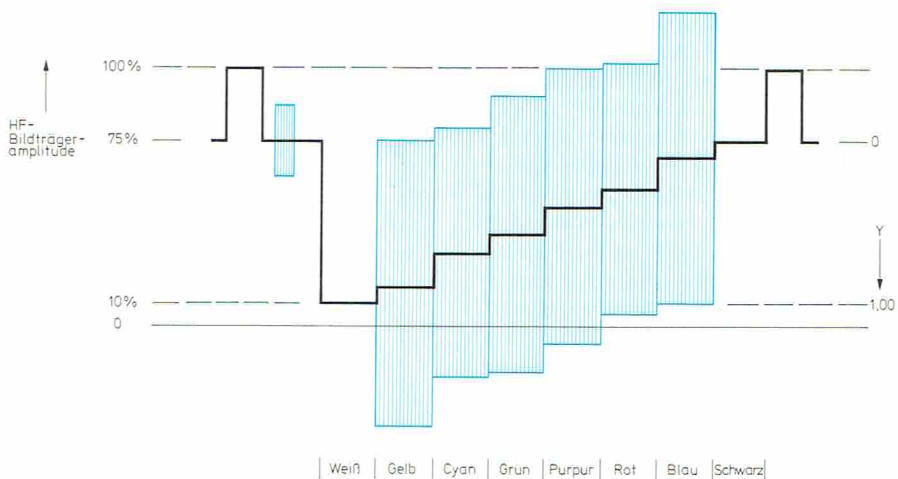 100%
HF-
Bildträger-
amplitude
75%
0
Y
10%
1,00
0
Weiß Gelb Cyan Grün Purpur Rot Blau Schwarz